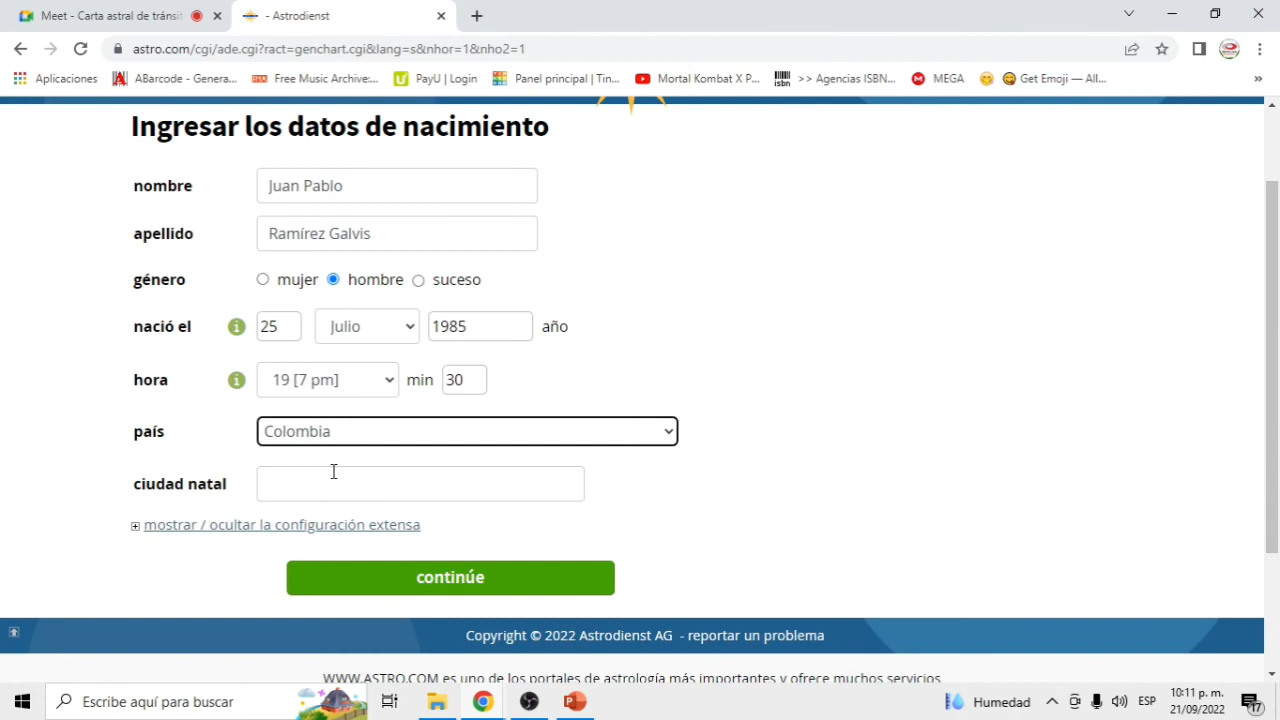 Meet - Carta astral de tránsit
- Astrodienst
astro.com/cgi/ade.cgi?ract=genchart.cgi&lang=s&nhor=1&nho2=1
Aplicaciones
ABarcode - Genera...
Free Music Archive:...
PayU | Login
Panel principal | Tin...
Mortal Kombat X P...
>> Agencias ISBN...
MEGA
Get Emoji — All...
»
Ingresar los datos de nacimiento
nombre Juan Pablo
apellido Ramírez Galvis
género mujer hombre suceso
nació el 25 Julio 1985 año
hora 19 [7 pm] min 30
país Colombia
ciudad natal
mostrar / ocultar la configuración extensa
continúe
Copyright © 2022 Astrodienst AG - reportar un problema
WWW.ASTRO.COM es uno de los portales de astrología más importantes y ofrece muchos servicios
Escribe aquí para buscar
Humedad
ESP
10:11 p. m.
21/09/2022
17